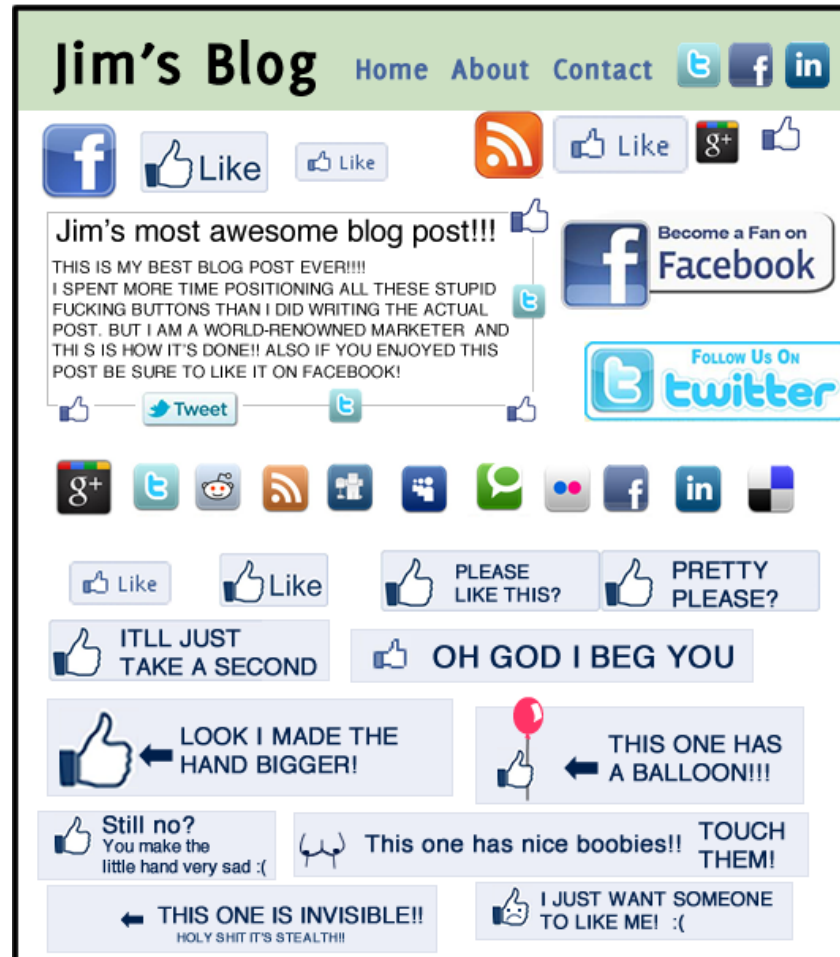 Jim's Blog Home About Contact t f in
f Like Like Like g+
Jim's most awesome blog post!!!
THIS IS MY BEST BLOG POST EVER!!!!
I SPENT MORE TIME POSITIONING ALL THESE STUPID
FUCKING BUTTONS THAN I DID WRITING THE ACTUAL
POST. BUT I AM A WORLD-RENOWNED MARKETER AND
THI S IS HOW IT'S DONE!! ALSO IF YOU ENJOYED THIS
POST BE SURE TO LIKE IT ON FACEBOOK!
t
Tweet t
f Become a Fan on
Facebook
t FOLLOW US ON
twitter
g+ t f in
Like Like
PLEASE
LIKE THIS?
PRETTY
PLEASE?
ITLL JUST
TAKE A SECOND
OH GOD I BEG YOU
LOOK I MADE THE
HAND BIGGER!
THIS ONE HAS
A BALLOON!!!
Still no?
You make the
little hand very sad :(
This one has nice boobies!! TOUCH
THEM!
THIS ONE IS INVISIBLE!!
HOLY SHIT IT'S STEALTH!!
I JUST WANT SOMEONE
TO LIKE ME! :(